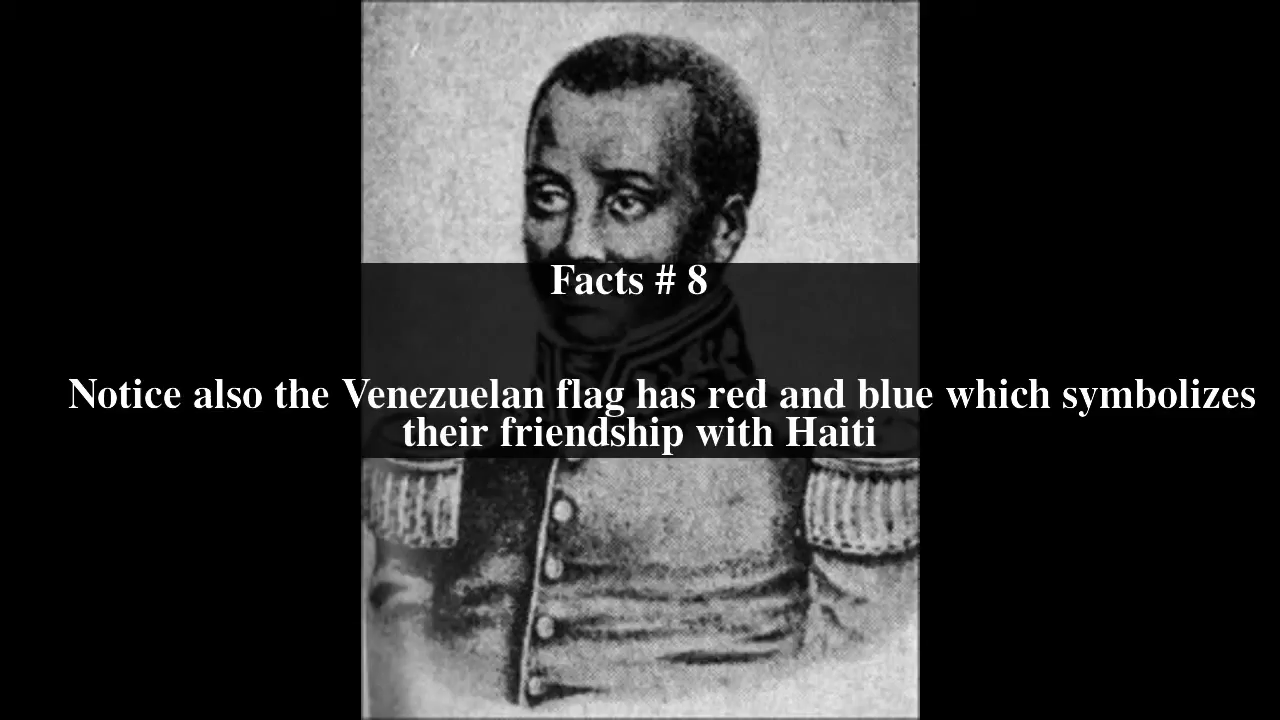 Facts # 8
Notice also the Venezuelan flag has red and blue which symbolizes
their friendship with Haiti